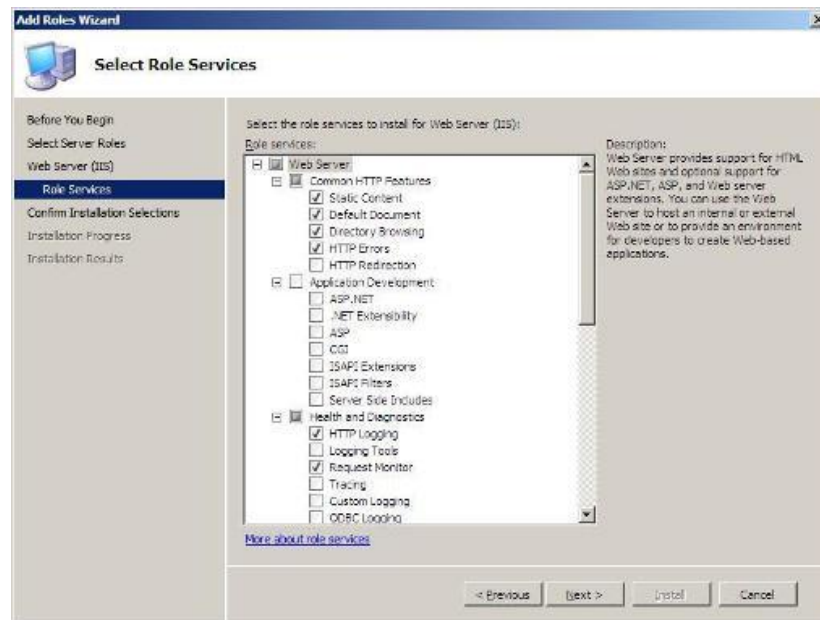 Add Roles Wizard
Select Role Services
Before You Begin
Select Server Roles
Web Server (IIS)
Role Services
Confirm Installation Selections
Installation Progress
Installation Results
Select the role services to install for Web Server (IIS):
Role services:
Web Server
Common HTTP Features
Static Content
Default Document
Directory Browsing
HTTP Errors
HTTP Redirection
Application Development
ASP.NET
.NET Extensibility
ASP
CGI
ISAPI Extensions
ISAPI Filters
Server Side Includes
Health and Diagnostics
HTTP Logging
Logging Tools
Request Monitor
Tracing
Custom Logging
ODBC Logging
More about role services
Description:
Web Server provides support for HTML
Web sites and optional support for
ASP.NET, ASP, and Web server
extensions. You can use the Web
Server to host an internal or external
Web site or to provide an environment
for developers to create Web-based
applications.
< Previous
Next >
Install
Cancel